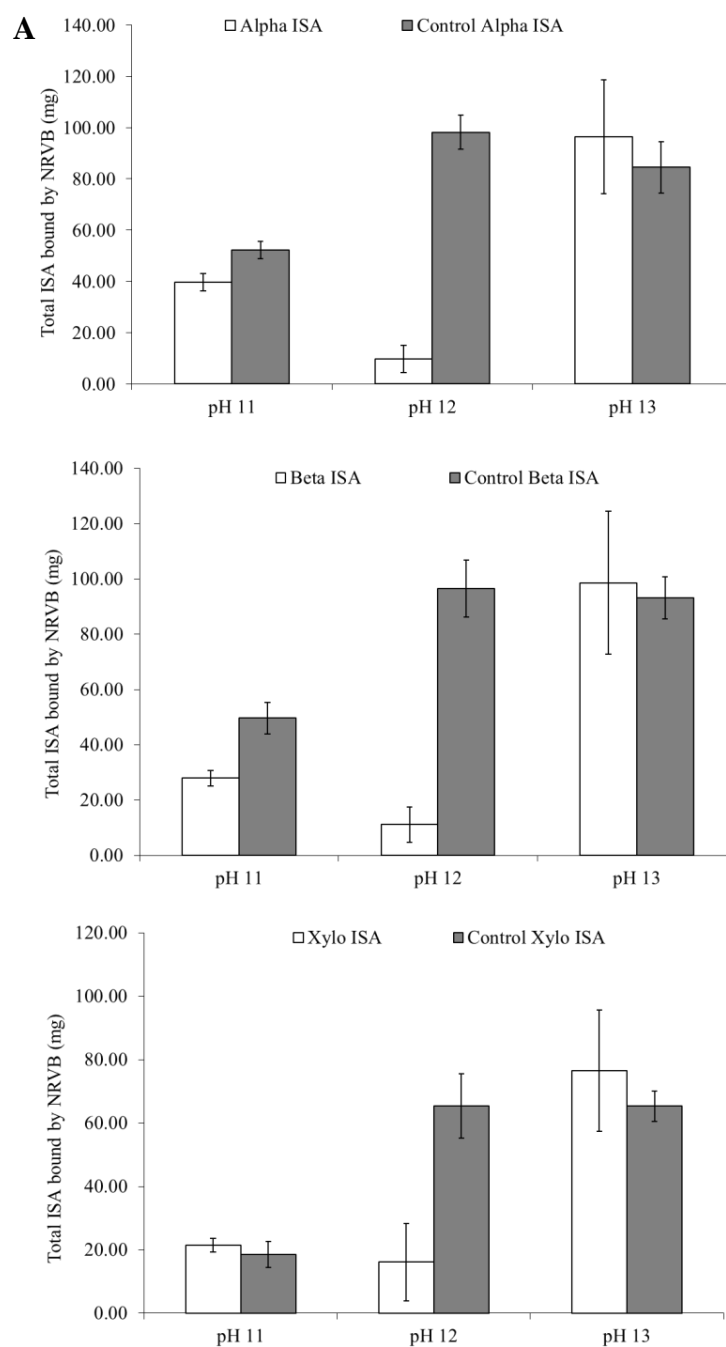 A
Alpha ISA Control Alpha ISA
Total ISA bound by NRVB (mg)
140.00
120.00
100.00
80.00
60.00
40.00
20.00
0.00
pH 11 pH 12 pH 13
Beta ISA Control Beta ISA
Total ISA bound by NRVB (mg)
140.00
120.00
100.00
80.00
60.00
40.00
20.00
0.00
pH 11 pH 12 pH 13
Xylo ISA Control Xylo ISA
Total ISA bound by NRVB (mg)
120.00
100.00
80.00
60.00
40.00
20.00
0.00
pH 11 pH 12 pH 13